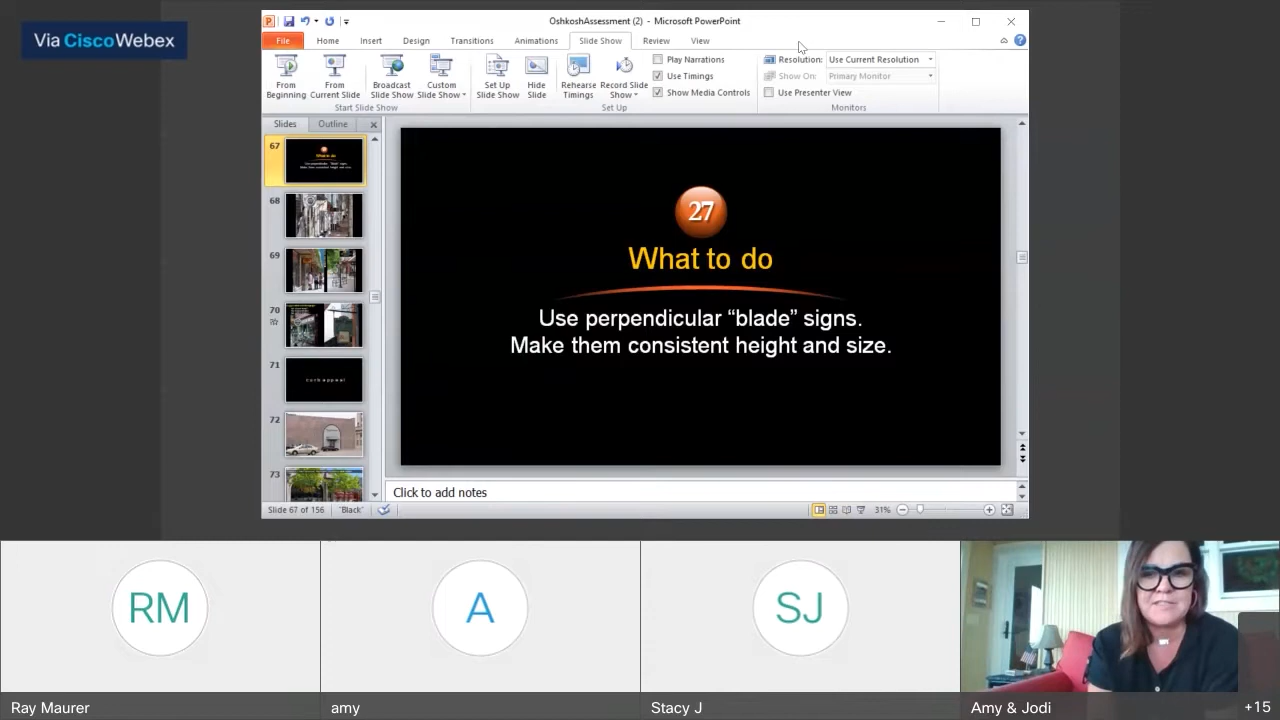 Via CiscoWebex
OshkoshAssessment (2) - Microsoft PowerPoint
File Home Insert Design Transitions Animations Slide Show Review View
From Beginning
From Current Slide
Broadcast Slide Show
Custom Slide Show
Start Slide Show
Set Up Slide Show
Hide Slide
Rehearse Timings
Record Slide Show
Play Narrations
Use Timings
Show Media Controls
Set Up
Resolution: Use Current Resolution
Show On: Primary Monitor
Use Presenter View
Monitors
Slides Outline
67
What to do
68
69
70
71
curb appeal
72
73
27
What to do
Use perpendicular “blade” signs.
Make them consistent height and size.
Click to add notes
Slide 67 of 156 "Black" 31%
RM
A
SJ
Ray Maurer
amy
Stacy J
Amy & Jodi
+15